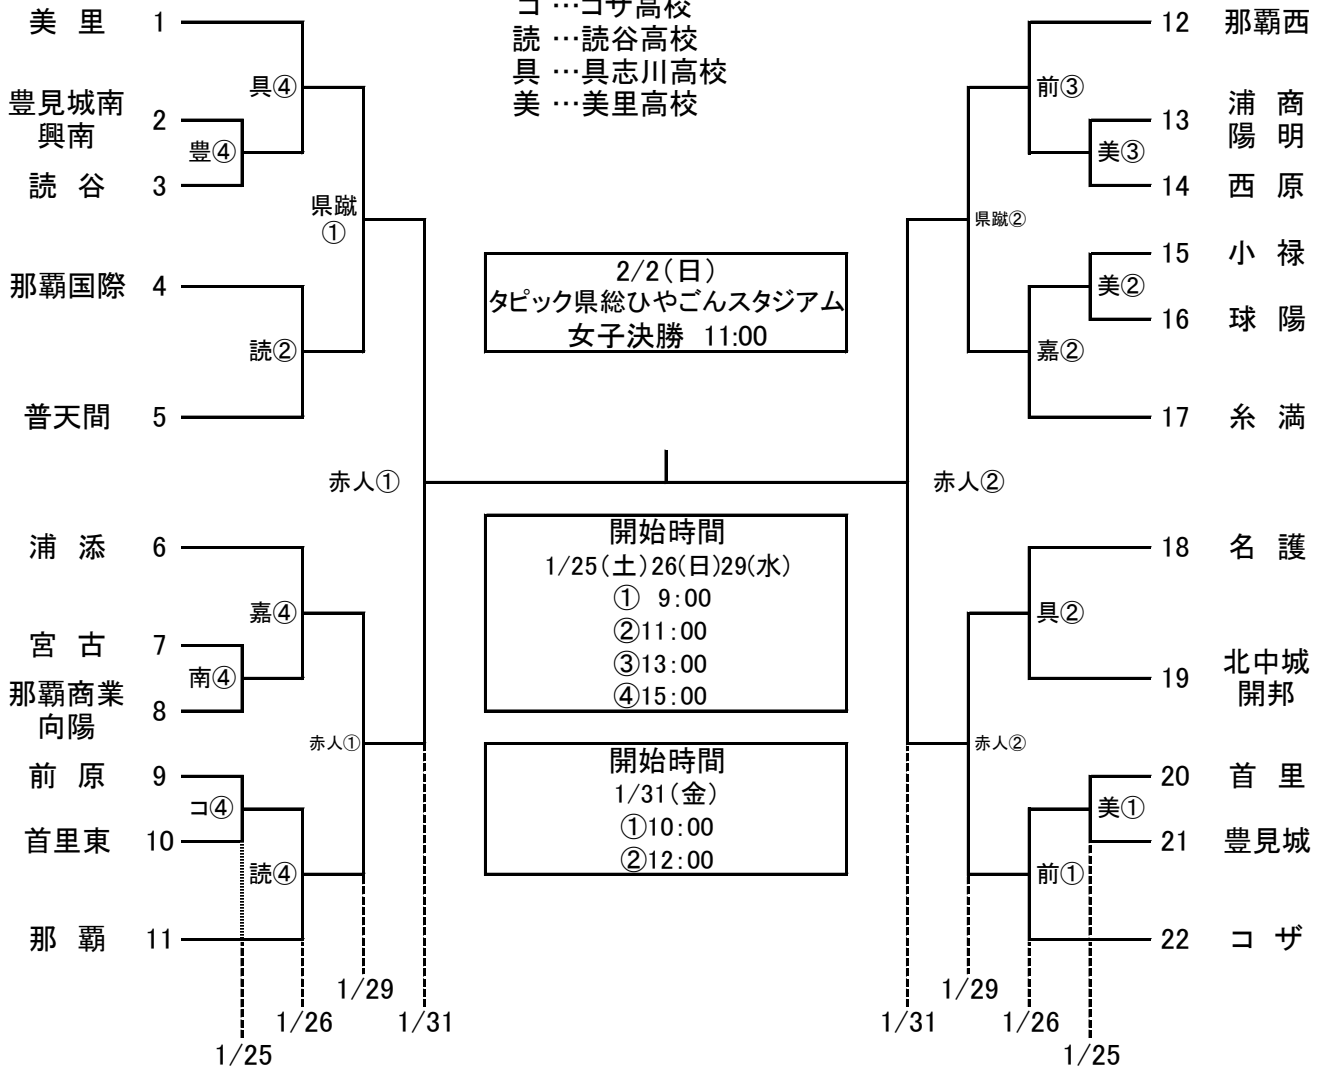 コ …コザ高校
読 …読谷高校
具 …具志川高校
美 …美里高校
美 里 1
具④
豊見城南
興南
2
豊④
読 谷 3
県蹴
①
那覇国際 4
読②
普天間 5
赤人①
浦 添 6
嘉④
宮 古 7
南④
那覇商業
向陽
8
赤人①
前 原 9
コ④
首里東 10
読④
那 覇 11
1/29
1/26
1/31
1/25
2/2(日)
タピック県総ひやごんスタジアム
女子決勝 11:00
開始時間
1/25(土)26(日)29(水)
① 9:00
②11:00
③13:00
④15:00
開始時間
1/31(金)
①10:00
②12:00
12 那覇西
前③
13
浦 商
陽 明
美③
14 西 原
県蹴②
15 小 禄
美②
16 球 陽
嘉②
17 糸 満
赤人②
18 名 護
具②
19
北中城
開邦
赤人②
20 首 里
美①
21 豊見城
前①
22 コ ザ
1/29
1/31
1/26
1/25